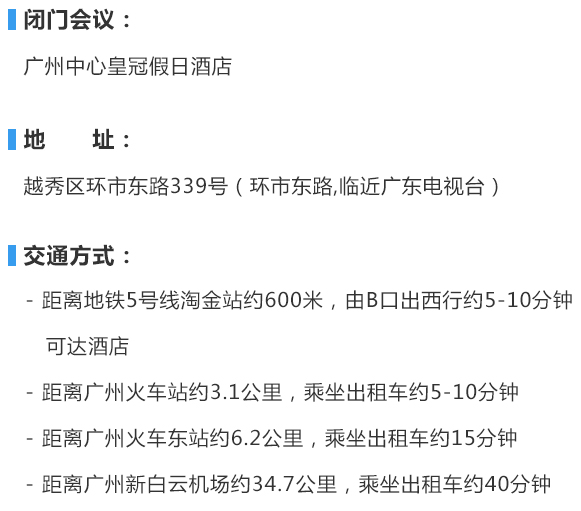 闭门会议：
广州中心皇冠假日酒店
地　　址：
越秀区环市东路339号（环市东路,临近广东电视台）
交通方式：
- 距离地铁5号线淘金站约600米，由B口出西行约5-10分钟
可达酒店
- 距离广州火车站约3.1公里，乘坐出租车约5-10分钟
- 距离广州火车东站约6.2公里，乘坐出租车约15分钟
- 距离广州新白云机场约34.7公里，乘坐出租车约40分钟